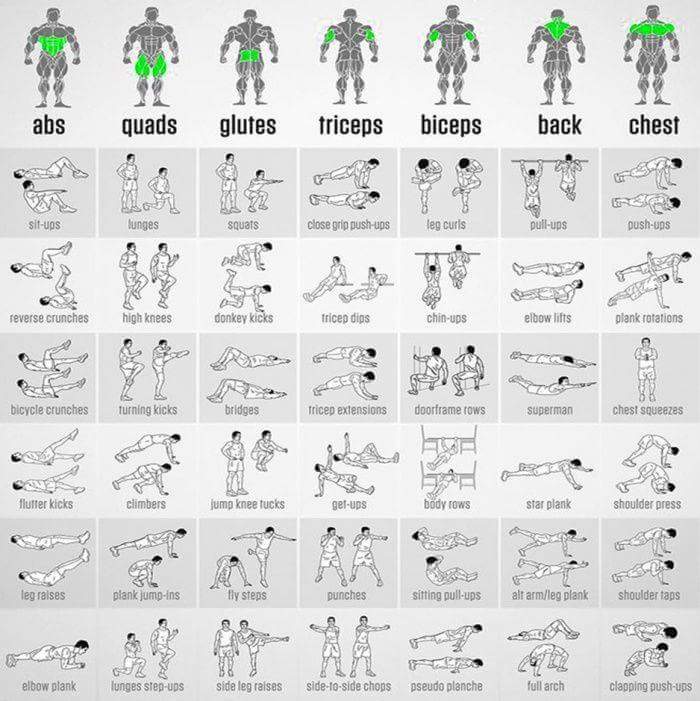 abs quads glutes triceps biceps back chest
sit-ups lunges squats close grip push-ups leg curls pull-ups push-ups
reverse crunches high knees donkey kicks tricep dips chin-ups elbow lifts plank rotations
bicycle crunches turning kicks bridges tricep extensions doorframe rows superman chest squeezes
flutter kicks climbers jump knee tucks get-ups body rows star plank shoulder press
leg raises plank jump-ins fly steps punches sitting pull-ups alt arm/leg plank shoulder taps
elbow plank lunges step-ups side leg raises side-to-side chops pseudo planche full arch clapping push-ups